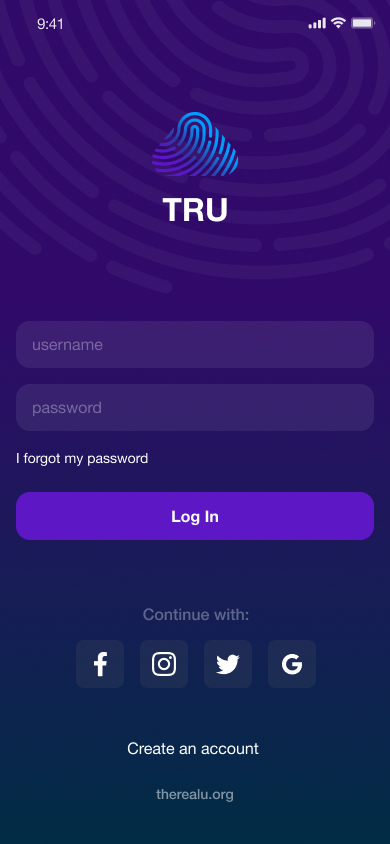 9:41
TRU
username
password
I forgot my password
Log In
Continue with:
Create an account
therealu.org